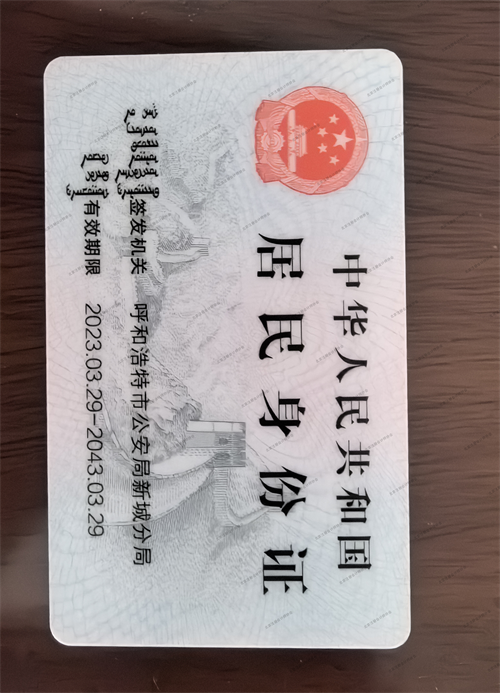 中华人民共和国
居民身份证
签发机关 呼和浩特市公安局新城分局
有效期限 2023.03.29-2043.03.29